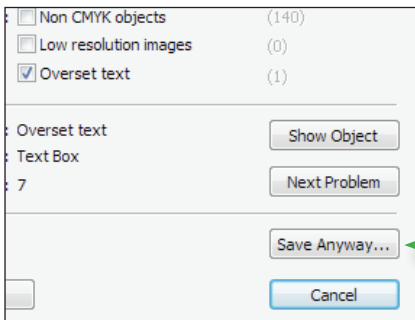 : Non CMYK objects (140)
Low resolution images (0)
Overset text (1)
: Overset text
Show Object
: Text Box
: 7
Next Problem
Save Anyway...
Cancel